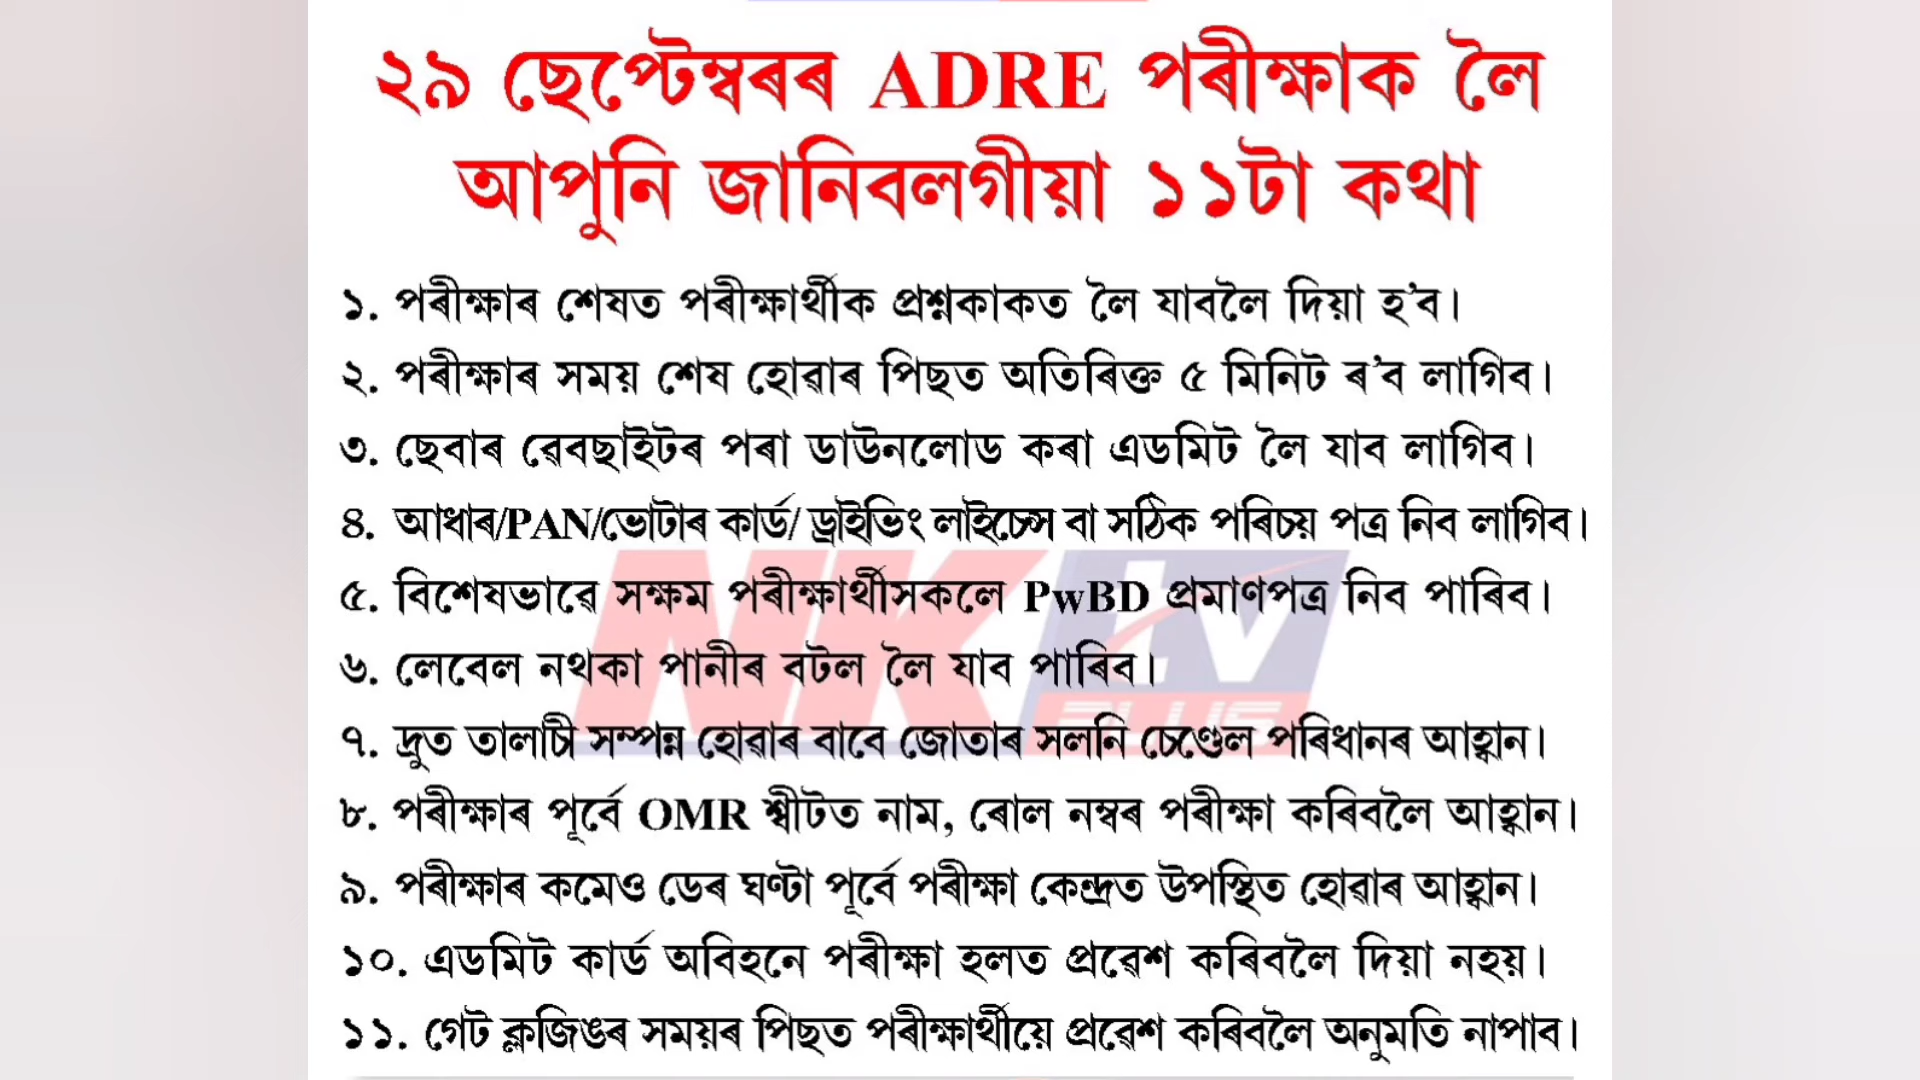 ২৯ ছেপ্টেম্বৰৰ ADRE পৰীক্ষাক লৈ
আপুনি জানিবলগীয়া ১১টা কথা
১. পৰীক্ষাৰ শেষত পৰীক্ষাৰ্থীক প্ৰশ্নকাকত লৈ যাবলৈ দিয়া হ’ব।
২. পৰীক্ষাৰ সময় শেষ হোৱাৰ পিছত অতিৰিক্ত ৫ মিনিট ৰ’ব লাগিব।
৩. ছেবাৰ ৱেবছাইটৰ পৰা ডাউনলোড কৰা এডমিট লৈ যাব লাগিব।
৪. আধাৰ/PAN/ভোটাৰ কাৰ্ড/ ড্ৰাইভিং লাইচেন্স বা সঠিক পৰিচয় পত্ৰ নিব লাগিব।
৫. বিশেষভাৱে সক্ষম পৰীক্ষাৰ্থীসকলে PwBD প্ৰমাণপত্ৰ নিব পাৰিব।
৬. লেবেল নথকা পানীৰ বটল লৈ যাব পাৰিব।
৭. দ্ৰুত তালাচী সম্পন্ন হোৱাৰ বাবে জোতাৰ সলনি চেণ্ডেল পৰিধানৰ আহ্বান।
৮. পৰীক্ষাৰ পূৰ্বে OMR শ্বীটত নাম, ৰোল নম্বৰ পৰীক্ষা কৰিবলৈ আহ্বান।
৯. পৰীক্ষাৰ কমেও ডেৰ ঘণ্টা পূৰ্বে পৰীক্ষা কেন্দ্ৰত উপস্থিত হোৱাৰ আহ্বান।
১০. এডমিট কাৰ্ড অবিহনে পৰীক্ষা হলত প্ৰৱেশ কৰিবলৈ দিয়া নহয়।
১১. গেট ক্লজিঙৰ সময়ৰ পিছত পৰীক্ষাৰ্থীয়ে প্ৰৱেশ কৰিবলৈ অনুমতি নাপাব।
NKTV
PLUS